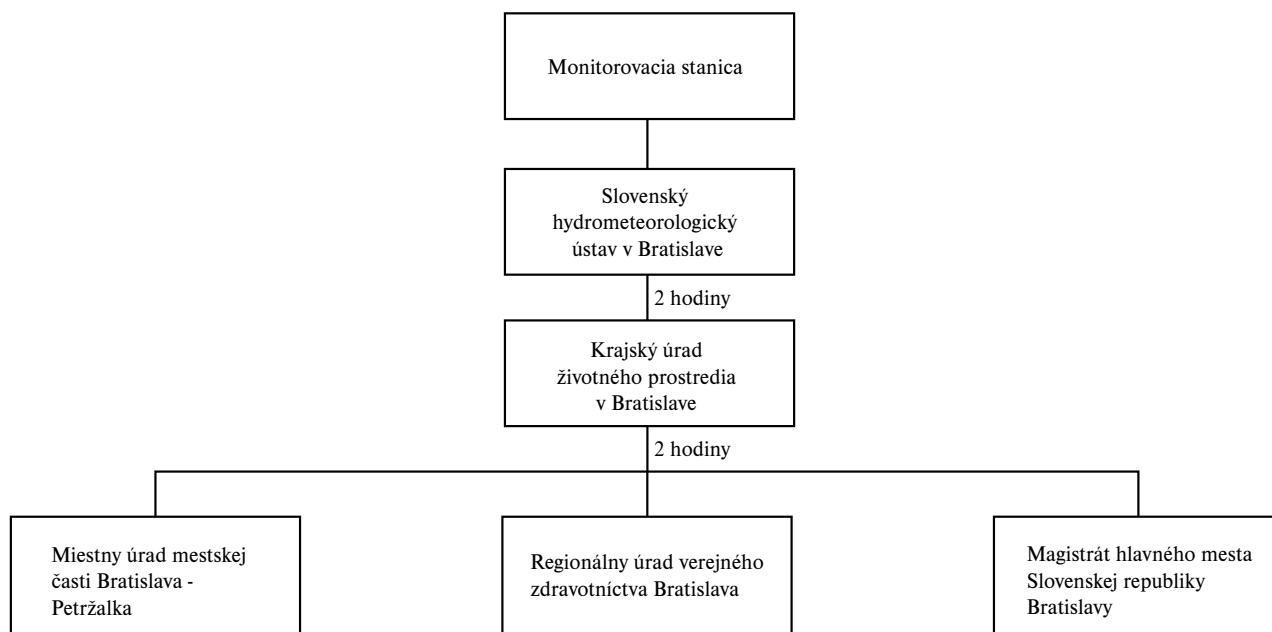 Monitorovacia stanica
Slovenský
hydrometeorologický
ústav v Bratislave
2 hodiny
Krajský úrad
životného prostredia
v Bratislave
2 hodiny
Miestny úrad mestskej
časti Bratislava -
Petržalka
Regionálny úrad verejného
zdravotníctva Bratislava
Magistrát hlavného mesta
Slovenskej republiky
Bratislavy